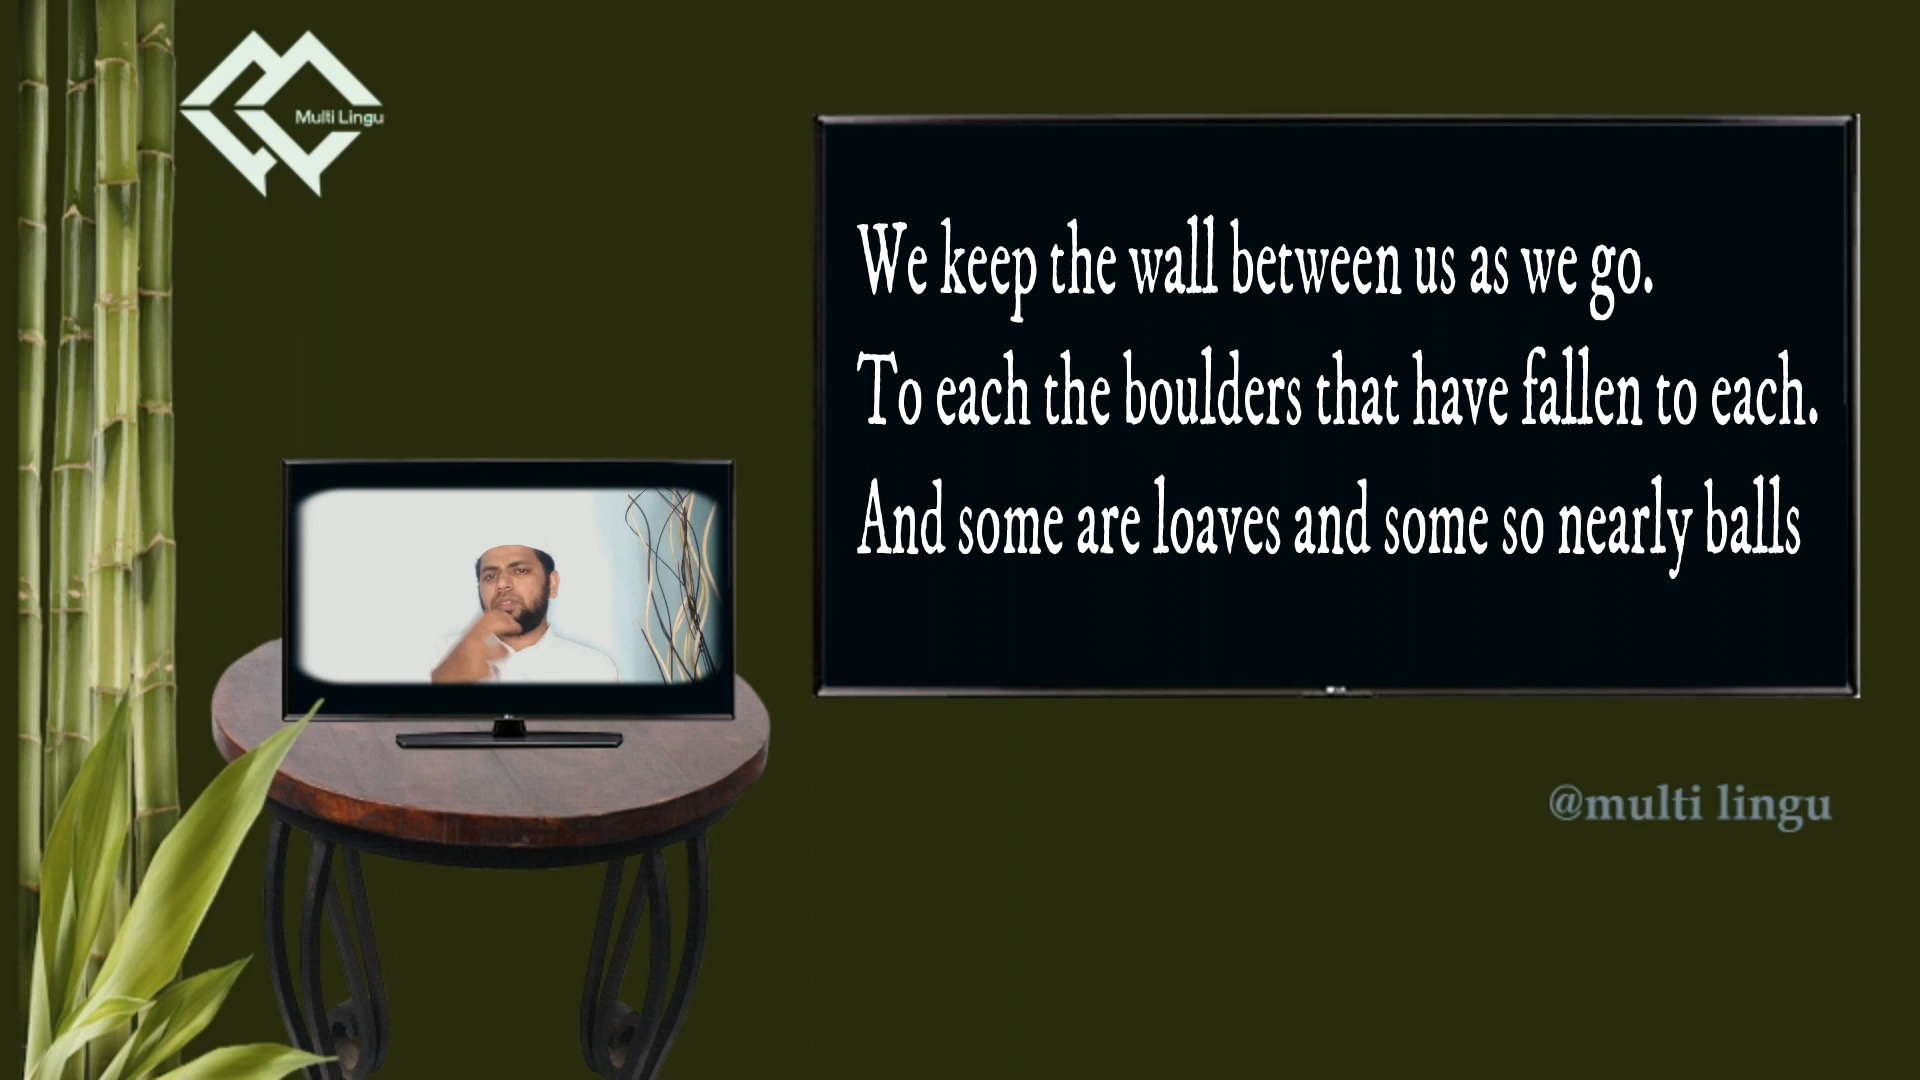 Multi Lingu
We keep the wall between us as we go.
To each the boulders that have fallen to each.
And some are loaves and some so nearly balls
@multi lingu